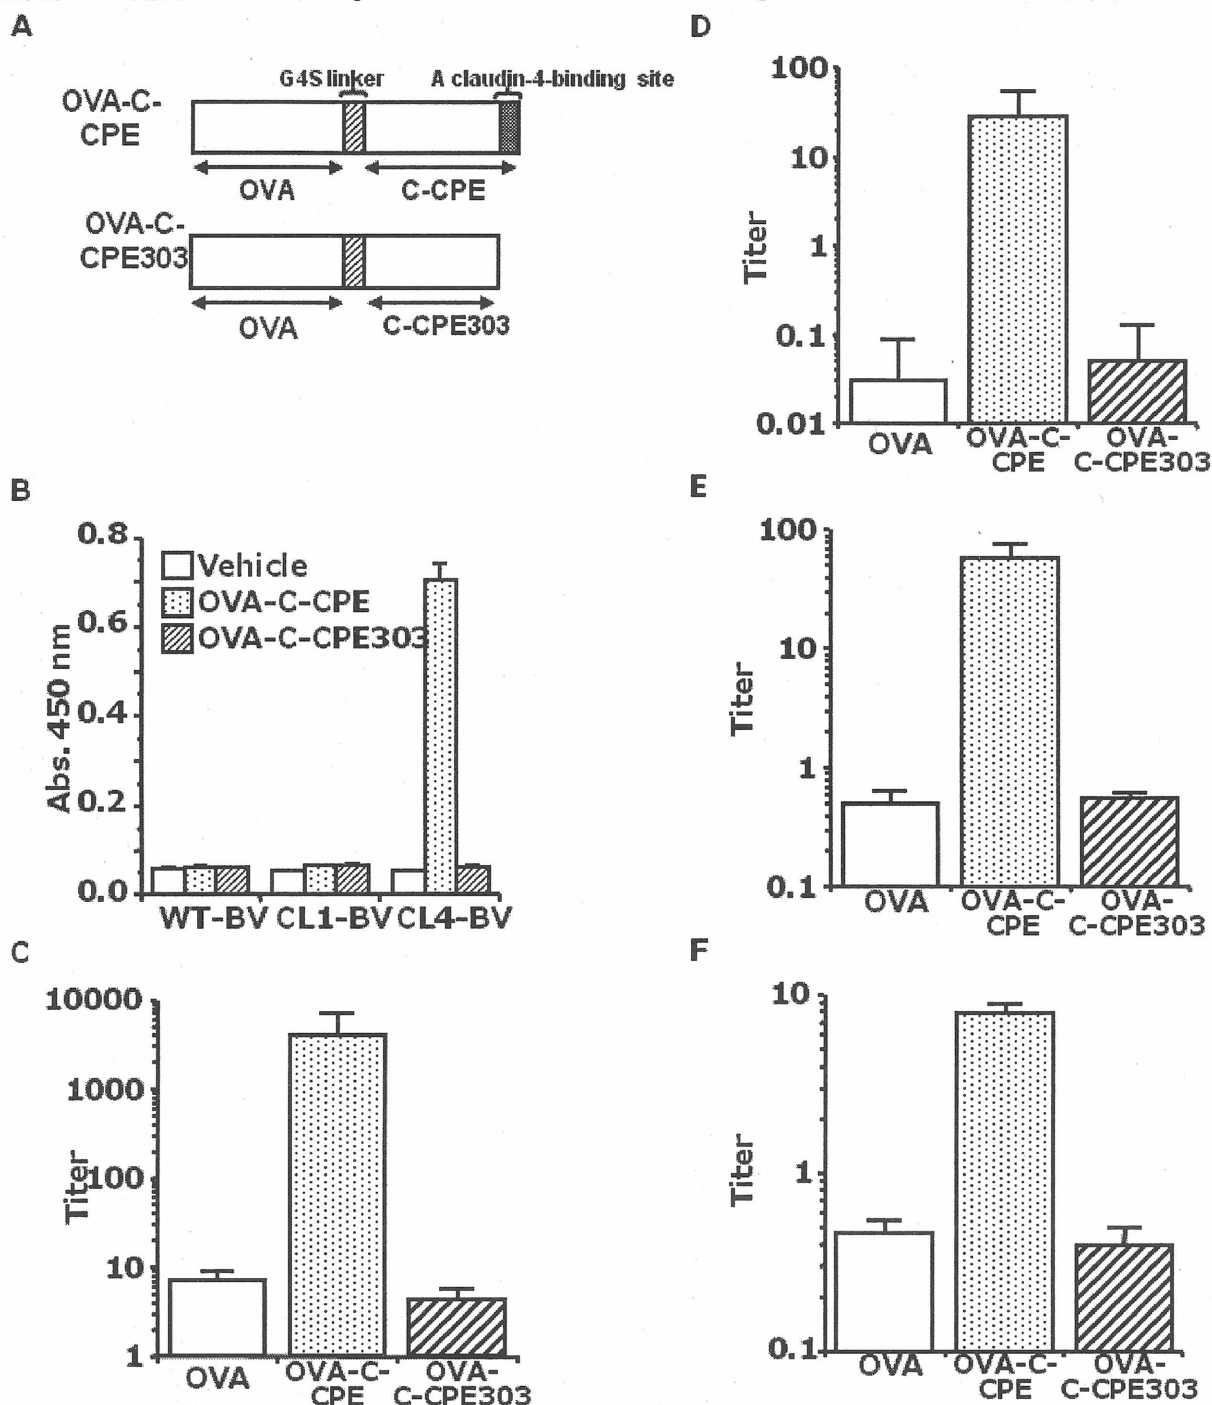 A
G4S linker
A claudin-4-binding site
OVA-C-
CPE
OVA
C-CPE
OVA-C-
CPE303
OVA
C-CPE303
B
0.8
0.6
0.4
0.2
0.0
Abs. 450 nm
Vehicle
OVA-C-CPE
OVA-C-CPE303
WT-BV CL1-BV CL4-BV
C
10000
1000
100
10
1
Titer
OVA
OVA-C-
CPE
OVA-
C-CPE303
D
100
10
1
0.1
0.01
Titer
OVA
OVA-C-
CPE
OVA-
C-CPE303
E
100
10
1
0.1
Titer
OVA
OVA-C-
CPE
OVA-
C-CPE303
F
10
1
0.1
Titer
OVA
OVA-C-
CPE
OVA-
C-CPE303